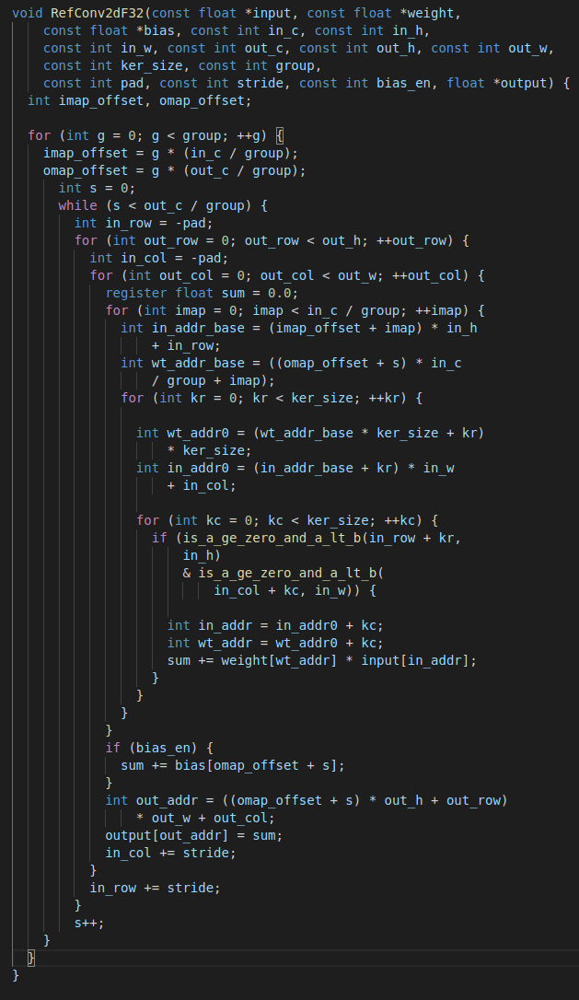 void RefConv2dF32(const float *input, const float *weight,
    const float *bias, const int in_c, const int in_h,
    const int in_w, const int out_c, const int out_h, const int out_w,
    const int ker_size, const int group,
    const int pad, const int stride, const int bias_en, float *output) {
  int imap_offset, omap_offset;

  for (int g = 0; g < group; ++g) {
    imap_offset = g * (in_c / group);
    omap_offset = g * (out_c / group);
      int s = 0;
      while (s < out_c / group) {
        int in_row = -pad;
        for (int out_row = 0; out_row < out_h; ++out_row) {
          int in_col = -pad;
          for (int out_col = 0; out_col < out_w; ++out_col) {
            register float sum = 0.0;
            for (int imap = 0; imap < in_c / group; ++imap) {
              int in_addr_base = (imap_offset + imap) * in_h
                  + in_row;
              int wt_addr_base = ((omap_offset + s) * in_c
                  / group + imap);
              for (int kr = 0; kr < ker_size; ++kr) {

                int wt_addr0 = (wt_addr_base * ker_size + kr)
                    * ker_size;
                int in_addr0 = (in_addr_base + kr) * in_w
                    + in_col;

                for (int kc = 0; kc < ker_size; ++kc) {
                  if (is_a_ge_zero_and_a_lt_b(in_row + kr,
                      in_h)
                      & is_a_ge_zero_and_a_lt_b(
                          in_col + kc, in_w)) {

                    int in_addr = in_addr0 + kc;
                    int wt_addr = wt_addr0 + kc;
                    sum += weight[wt_addr] * input[in_addr];
                  }
                }
              }
            }
            if (bias_en) {
              sum += bias[omap_offset + s];
            }
            int out_addr = ((omap_offset + s) * out_h + out_row)
                * out_w + out_col;
            output[out_addr] = sum;
            in_col += stride;
          }
          in_row += stride;
        }
        s++;
    }
  }
}